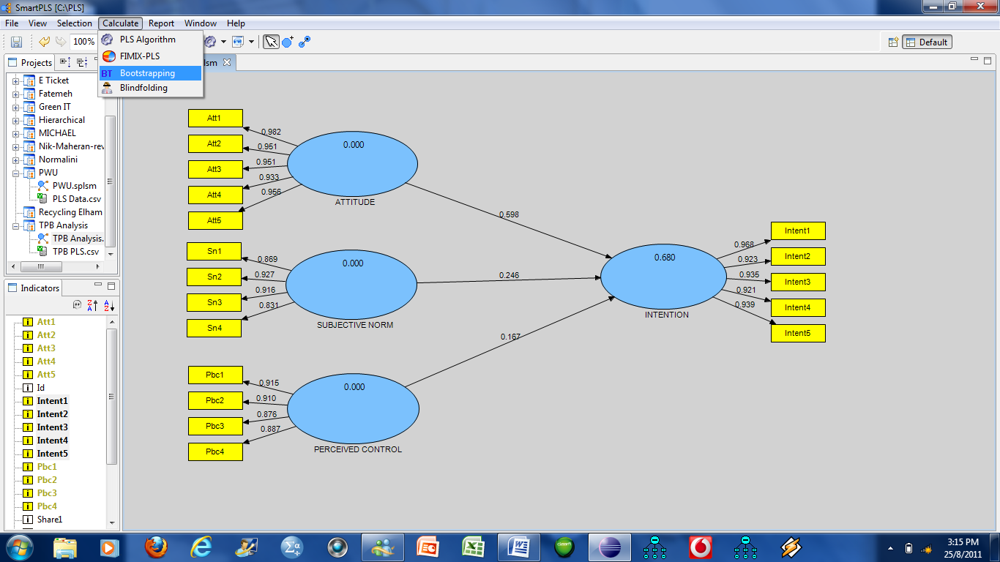 SmartPLS [C:\PLS]
File View Selection Calculate Report Window Help
100%
Default
PLS Algorithm
FIMIX-PLS
BT Bootstrapping
Blindfolding
Projects
E Ticket
Fatemeh
Green IT
Hierarchical
MICHAEL
Nik-Maheran-rev
Normalini
PWU
PWU.splsm
PLS Data.csv
Recycling Elham
TPB Analysis
TPB Analysis.
TPB PLS.csv
Indicators
Att1
Att2
Att3
Att4
Att5
Id
Intent1
Intent2
Intent3
Intent4
Intent5
Pbc1
Pbc2
Pbc3
Pbc4
Share1
lsm
Att1
Att2
Att3
Att4
Att5
0.982
0.951
0.951
0.933
0.956
0.000
ATTITUDE
Sn1
Sn2
Sn3
Sn4
0.869
0.927
0.916
0.831
0.000
SUBJECTIVE NORM
Pbc1
Pbc2
Pbc3
Pbc4
0.915
0.910
0.876
0.887
0.000
PERCEIVED CONTROL
0.598
0.246
0.167
0.680
INTENTION
0.968
0.923
0.935
0.921
0.939
Intent1
Intent2
Intent3
Intent4
Intent5
3:15 PM
25/8/2011